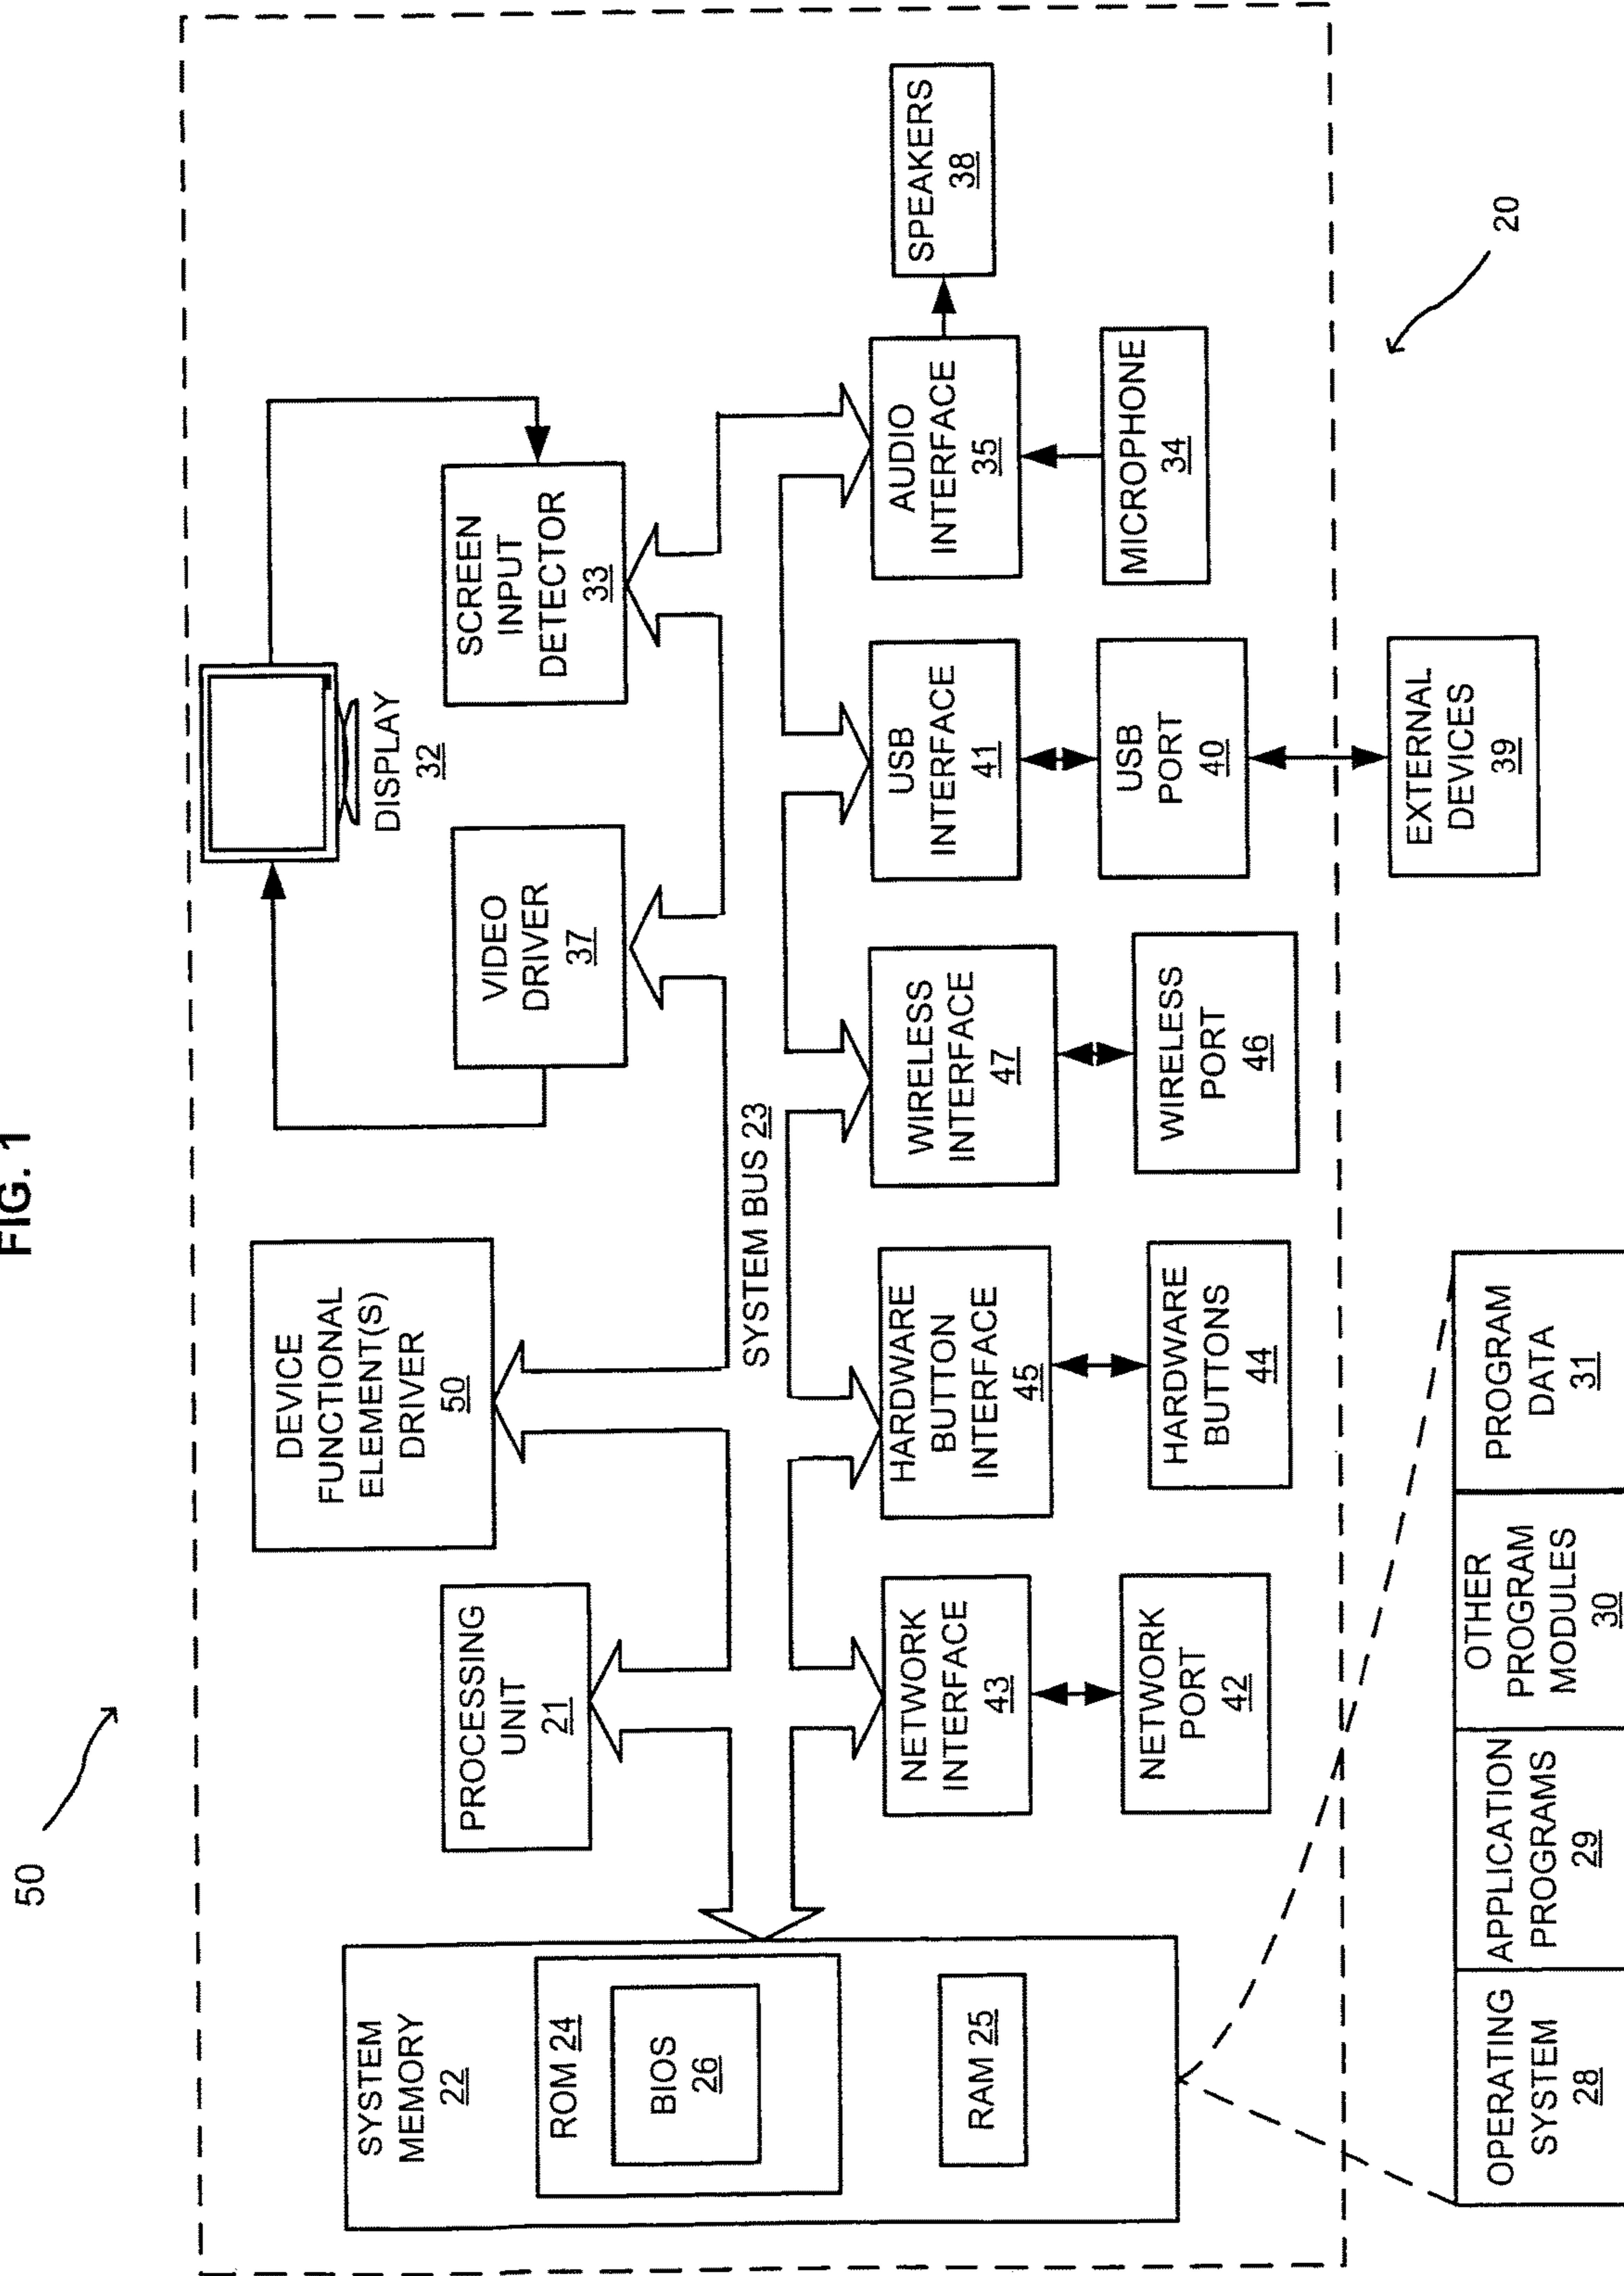 FIG. 1
50
SYSTEM
MEMORY
22
ROM 24
BIOS
26
RAM 25
PROCESSING
UNIT
21
DEVICE
FUNCTIONAL
ELEMENT(S)
DRIVER
50
VIDEO
DRIVER
37
DISPLAY
32
SCREEN
INPUT
DETECTOR
33
SYSTEM BUS 23
NETWORK
INTERFACE
43
HARDWARE
BUTTON
INTERFACE
45
WIRELESS
INTERFACE
47
USB
INTERFACE
41
AUDIO
INTERFACE
35
SPEAKERS
38
NETWORK
PORT
42
HARDWARE
BUTTONS
44
WIRELESS
PORT
46
USB
PORT
40
MICROPHONE
34
EXTERNAL
DEVICES
39
20
OPERATING
SYSTEM
28
APPLICATION
PROGRAMS
29
OTHER
PROGRAM
MODULES
30
PROGRAM
DATA
31